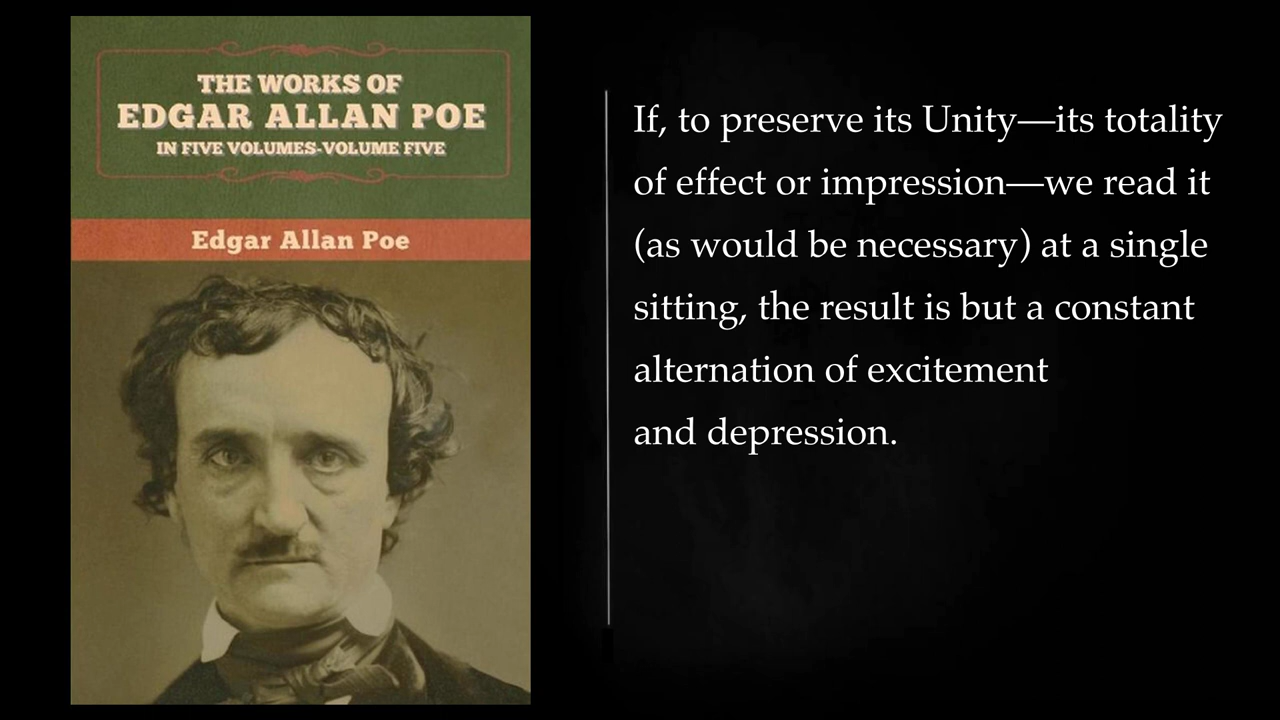 THE WORKS OF
EDGAR ALLAN POE
IN FIVE VOLUMES-VOLUME FIVE
Edgar Allan Poe
If, to preserve its Unity—its totality
of effect or impression—we read it
(as would be necessary) at a single
sitting, the result is but a constant
alternation of excitement
and depression.